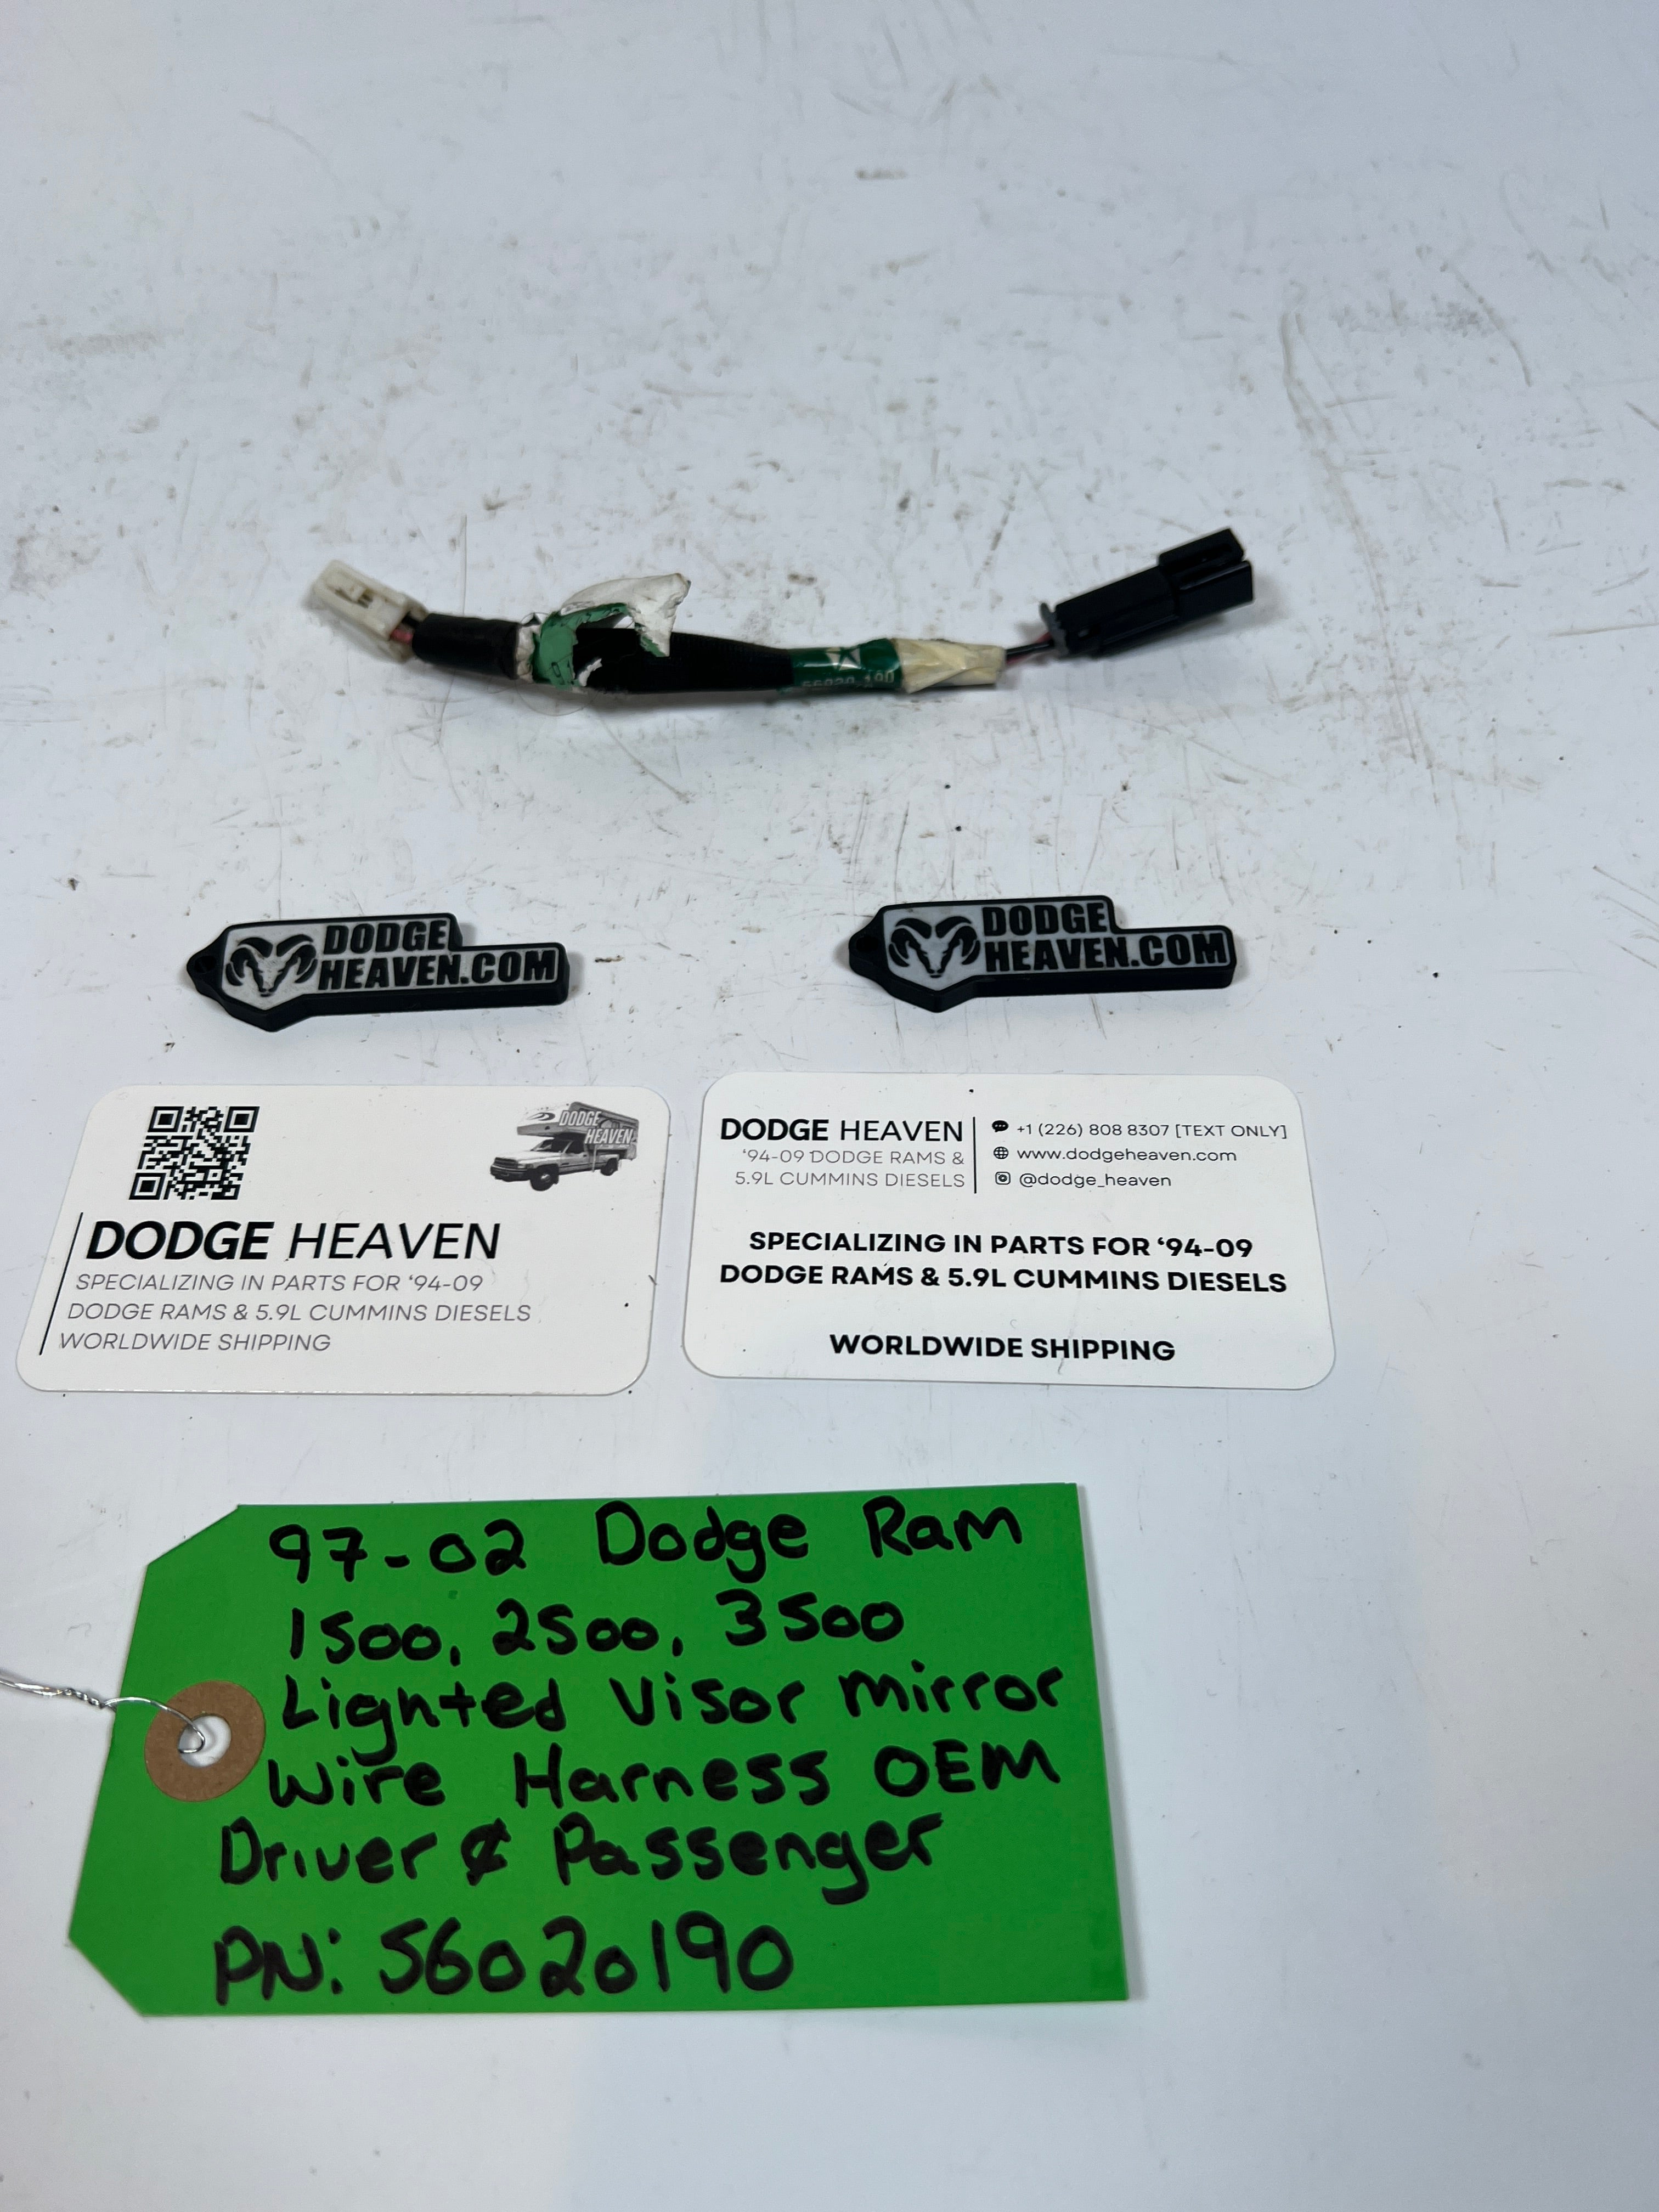 56020190
DODGE
HEAVEN.COM
DODGE
HEAVEN.COM
DODGE
HEAVEN
DODGE HEAVEN
SPECIALIZING IN PARTS FOR ‘94-09
DODGE RAMS & 5.9L CUMMINS DIESELS
WORLDWIDE SHIPPING
DODGE HEAVEN
‘94-09 DODGE RAMS &
5.9L CUMMINS DIESELS
+1 (226) 808 8307 [TEXT ONLY]
www.dodgeheaven.com
@dodge_heaven
SPECIALIZING IN PARTS FOR ‘94-09
DODGE RAMS & 5.9L CUMMINS DIESELS
WORLDWIDE SHIPPING
97-02 Dodge Ram
1500, 2500, 3500
Lighted Visor Mirror
Wire Harness OEM
Driver & Passenger
PN: 56020190